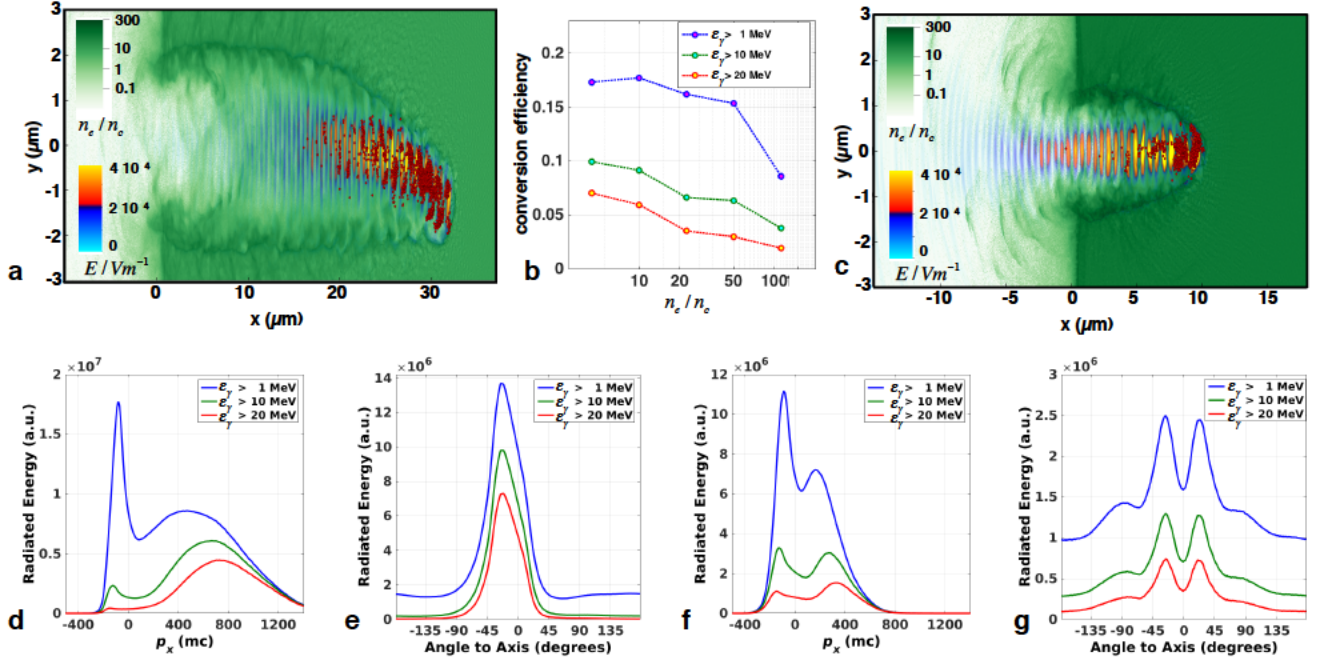 a
300
10
1
0.1
n_e / n_c
4 10 ⁴
2 10 ⁴
0
E / Vm⁻¹
3
2
1
0
-1
-2
-3
y (µm)
0
10
20
30
x (µm)
b
ε_γ > 1 MeV
ε_γ > 10 MeV
ε_γ > 20 MeV
0.2
0.15
0.1
0.05
0
conversion efficiency
10
20
50
100
n_e / n_c
c
300
30
10
1
0.1
n_e / n_c
4 10 ⁴
2 10 ⁴
0
E / Vm⁻¹
3
2
1
0
-1
-2
-3
y (µm)
-10
-5
0
5
10
15
x (µm)
d
×10⁷
ε_γ > 1 MeV
ε_γ > 10 MeV
ε_γ > 20 MeV
2
1.5
1
0.5
0
Radiated Energy (a.u.)
-400
0
400
800
1200
p_x (mc)
e
×10⁶
ε_γ > 1 MeV
ε_γ > 10 MeV
ε_γ > 20 MeV
14
12
10
8
6
4
2
0
Radiated Energy (a.u.)
-135
-90
-45
0
45
90
135
Angle to Axis (degrees)
f
×10⁶
ε_γ > 1 MeV
ε_γ > 10 MeV
ε_γ > 20 MeV
12
10
8
6
4
2
0
Radiated Energy (a.u.)
-400
0
400
800
1200
p_x (mc)
g
×10⁶
ε_γ > 1 MeV
ε_γ > 10 MeV
ε_γ > 20 MeV
3
2.5
2
1.5
1
0.5
0
Radiated Energy (a.u.)
-135
-90
-45
0
45
90
135
Angle to Axis (degrees)